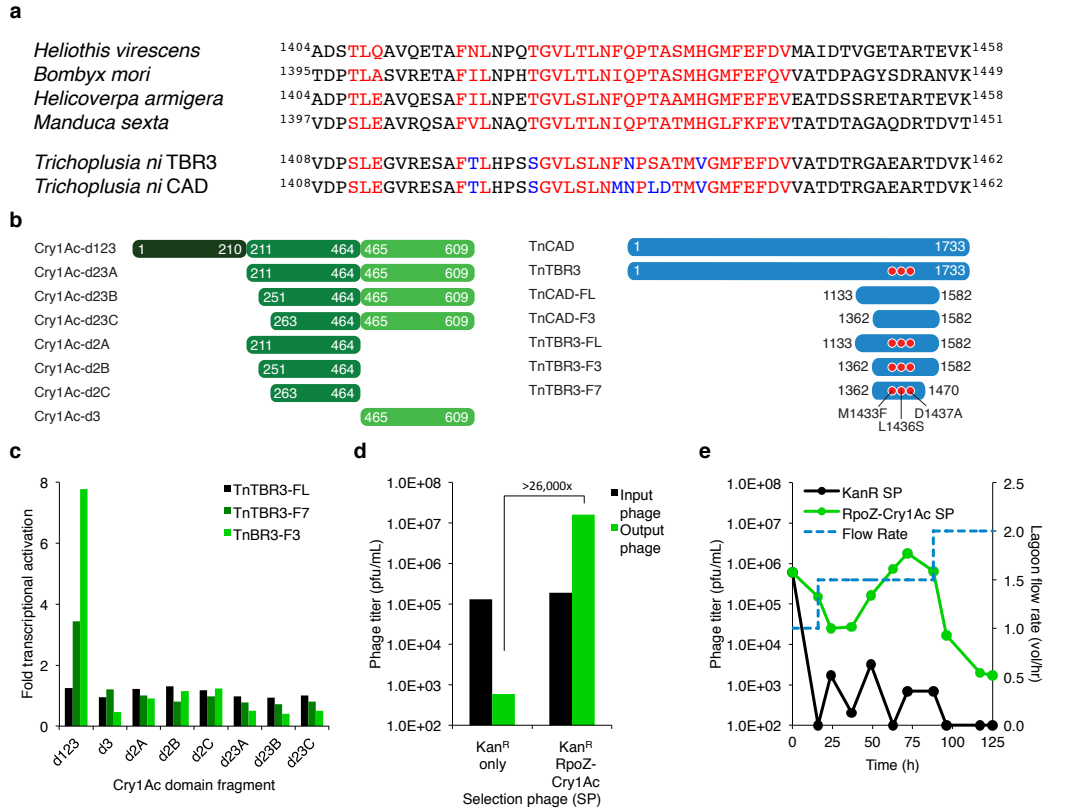 a
Heliothis virescens 1404ADSTLQAVQETAFNLNPQTGVLTLNFQPTASMHGMFEFDVMAIDTVGETARTEVK1458
Bombyx mori 1395TDPTLASVRETAFILNPHTGVLTLNIQPTASMHGMFEFQVVATDPAGYSDRANVK1449
Helicoverpa armigera 1404ADPTLEAVQESAFILNPETGVLSLNFQPTAAMHGMFEFEVEATDSSRETARTEVK1458
Manduca sexta 1397VDPSLEAVRQSAFVLNAQTGVLTLNIQPTATMHGLFKFEVTATDTAGAQDRTDVT1451
Trichoplusia ni TBR3 1408VDPSLEGVRESAFTLHPSSGVLSLNFNPSATMVGMFEFDVVATDTRGAEARTDVK1462
Trichoplusia ni CAD 1408VDPSLEGVRESAFTLHPSSGVLSLNMNPLDTMVGMFEFDVVATDTRGAEARTDVK1462
b
Cry1Ac-d123 1 210 211 464 465 609
Cry1Ac-d23A 211 464 465 609
Cry1Ac-d23B 251 464 465 609
Cry1Ac-d23C 263 464 465 609
Cry1Ac-d2A 211 464
Cry1Ac-d2B 251 464
Cry1Ac-d2C 263 464
Cry1Ac-d3 465 609
TnCAD 1 1733
TnTBR3 1 1733
TnCAD-FL 1133 1582
TnCAD-F3 1362 1582
TnTBR3-FL 1133 1582
TnTBR3-F3 1362 1582
TnTBR3-F7 1362 1470
M1433F D1437A
L1436S
c
Fold transcriptional activation
8
6
4
2
0
TnTBR3-FL
TnTBR3-F7
TnBR3-F3
d123 d3 d2A d2B d2C d23A d23B d23C
Cry1Ac domain fragment
d
Phage titer (pfu/mL)
1.0E+08
1.0E+07
1.0E+06
1.0E+05
1.0E+04
1.0E+03
1.0E+02
>26,000x
Input
phage
Output
phage
KanR
only
KanR
RpoZ-
Cry1Ac
Selection phage (SP)
e
Phage titer (pfu/mL)
1.0E+08
1.0E+07
1.0E+06
1.0E+05
1.0E+04
1.0E+03
1.0E+02
KanR SP
RpoZ-Cry1Ac SP
Flow Rate
2.5
2.0
1.5
1.0
0.5
0.0
Lagoon flow rate (vol/hr)
0 25 50 75 100 125
Time (h)